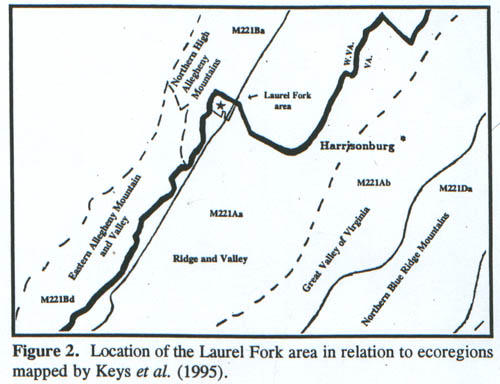 M221Ba
Northern High
Allegheny
Mountains
W.VA.
VA.
Laurel Fork
area
Harrisonburg
M221Ab
M221Da
Eastern Allegheny Mountain
and Valley
M221Aa
Ridge and Valley
Great Valley of Virginia
Northern Blue Ridge Mountains
M221Bd
Figure 2. Location of the Laurel Fork area in relation to ecoregions
mapped by Keys et al. (1995).